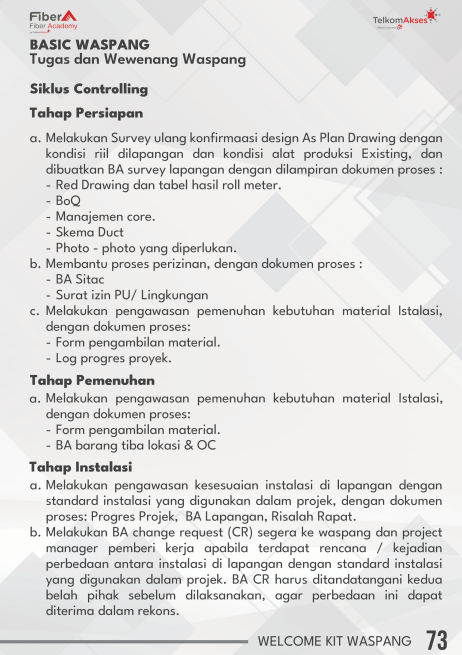 FiberA
Fiber Academy
TelkomAkses
BASIC WASPANG
Tugas dan Wewenang Waspang
Siklus Controlling
Tahap Persiapan
a. Melakukan Survey ulang konfirmaasi design As Plan Drawing dengan
kondisi riil dilapangan dan kondisi alat produksi Existing, dan
dibuatkan BA survey lapangan dengan dilampiran dokumen proses :
- Red Drawing dan tabel hasil roll meter.
- BoQ
- Manajemen core.
- Skema Duct
- Photo - photo yang diperlukan.
b. Membantu proses perizinan, dengan dokumen proses :
- BA Sitac
- Surat izin PU/ Lingkungan
c. Melakukan pengawasan pemenuhan kebutuhan material Istalasi,
dengan dokumen proses:
- Form pengambilan material.
- Log progres proyek.
Tahap Pemenuhan
a. Melakukan pengawasan pemenuhan kebutuhan material Istalasi,
dengan dokumen proses:
- Form pengambilan material.
- BA barang tiba lokasi & OC
Tahap Instalasi
a. Melakukan pengawasan kesesuaian instalasi di lapangan dengan
standard instalasi yang digunakan dalam projek, dengan dokumen
proses: Progres Projek, BA Lapangan, Risalah Rapat.
b. Melakukan BA change request (CR) segera ke waspang dan project
manager pemberi kerja apabila terdapat rencana / kejadian
perbedaan antara instalasi di lapangan dengan standard instalasi
yang digunakan dalam projek. BA CR harus ditandatangani kedua
belah pihak sebelum dilaksanakan, agar perbedaan ini dapat
diterima dalam rekons.
WELCOME KIT WASPANG 73